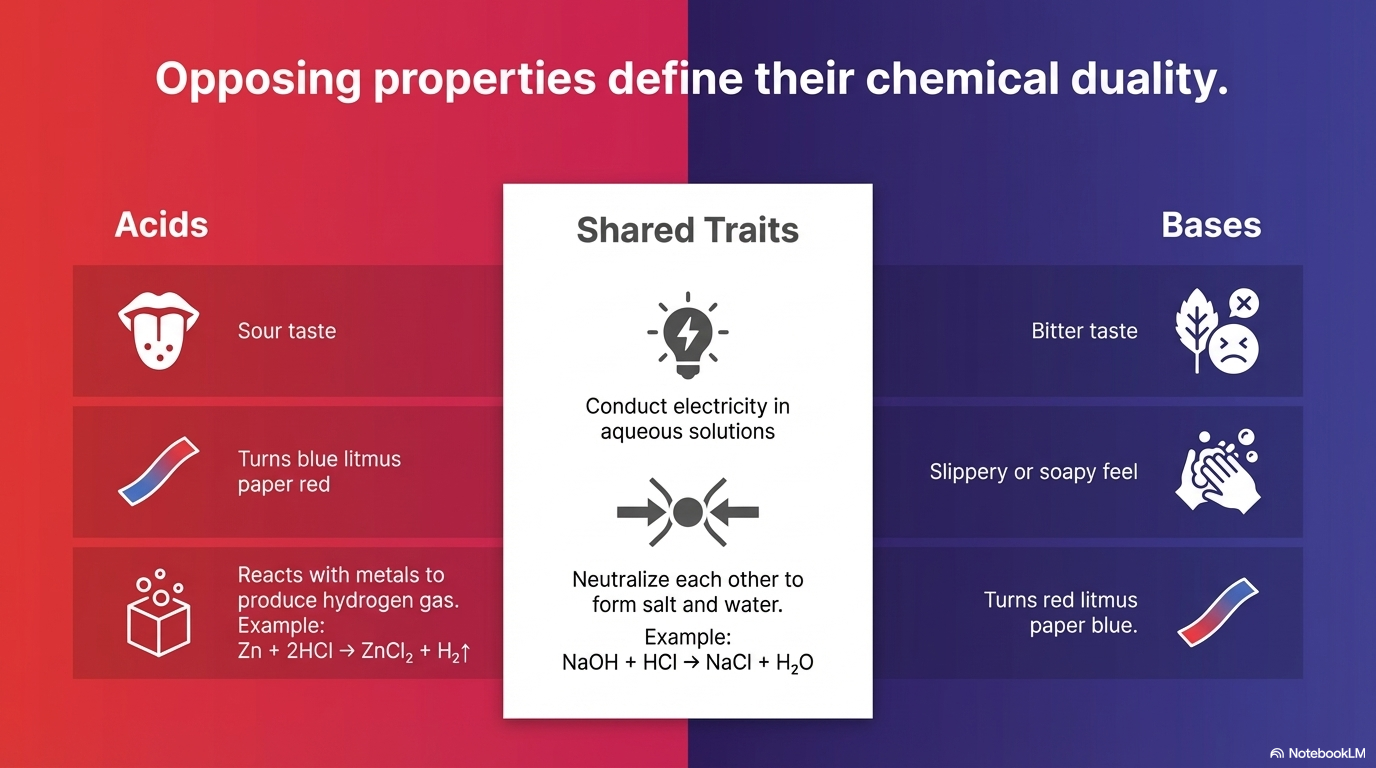 Opposing properties define their chemical duality.
Acids
Sour taste
Turns blue litmus
paper red
Reacts with metals to
produce hydrogen gas.
Example:
Zn + 2HCl → ZnCl₂ + H₂↑
Shared Traits
Conduct electricity in
aqueous solutions
Neutralize each other to
form salt and water.
Example:
NaOH + HCl → NaCl + H₂O
Bases
Bitter taste
Slippery or soapy feel
Turns red litmus
paper blue.
NotebookLM